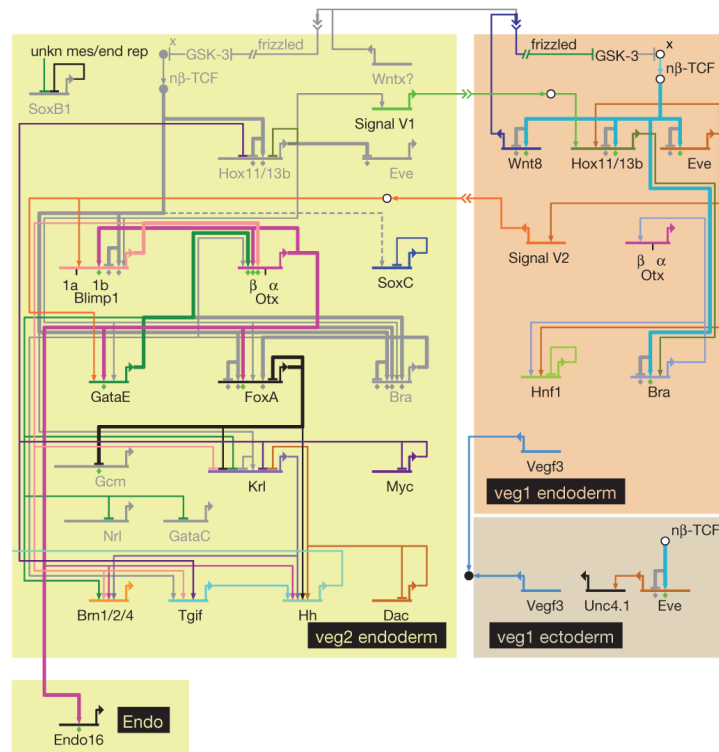 unkn mes/end rep
x
GSK-3
frizzled
nβ-TCF
Wntx?
SoxB1
Signal V1
Hox11/13b
Eve
frizzled
GSK-3
x
nβ-TCF
Wnt8
Hox11/13b
Eve
1a
1b
Blimp1
β α
Otx
SoxC
Signal V2
β α
Otx
GataE
FoxA
Bra
Hnf1
Bra
Gcm
Krl
Myc
Vegf3
veg1 endoderm
Nrl
GataC
nβ-TCF
Brn1/2/4
Tgif
Hh
Dac
Vegf3
Unc4.1
Eve
veg2 endoderm
veg1 ectoderm
Endo16
Endo